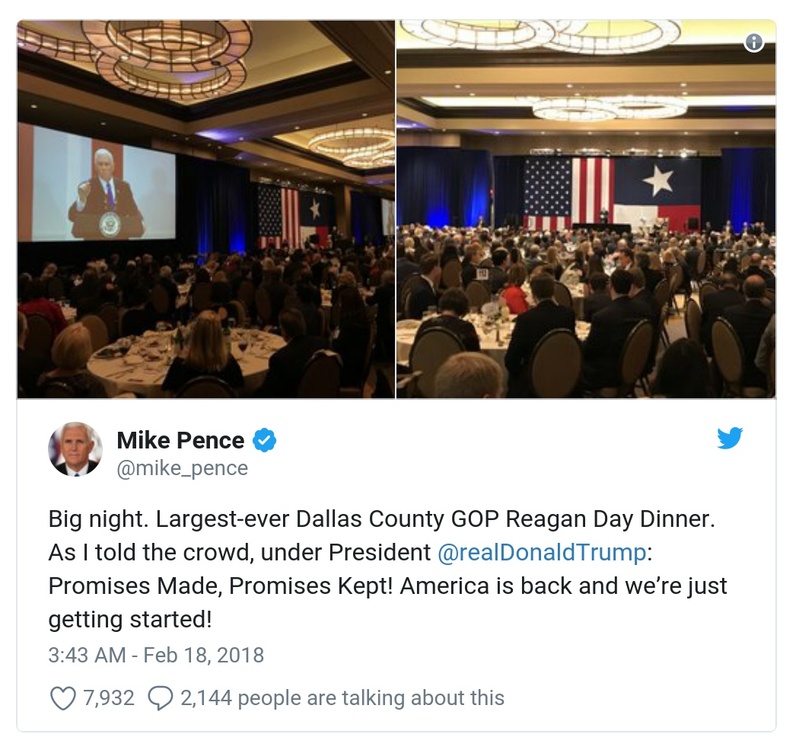 Mike Pence
@mike_pence
Big night. Largest-ever Dallas County GOP Reagan Day Dinner.
As I told the crowd, under President @realDonaldTrump:
Promises Made, Promises Kept! America is back and we’re just
getting started!
3:43 AM - Feb 18, 2018
7,932 2,144 people are talking about this